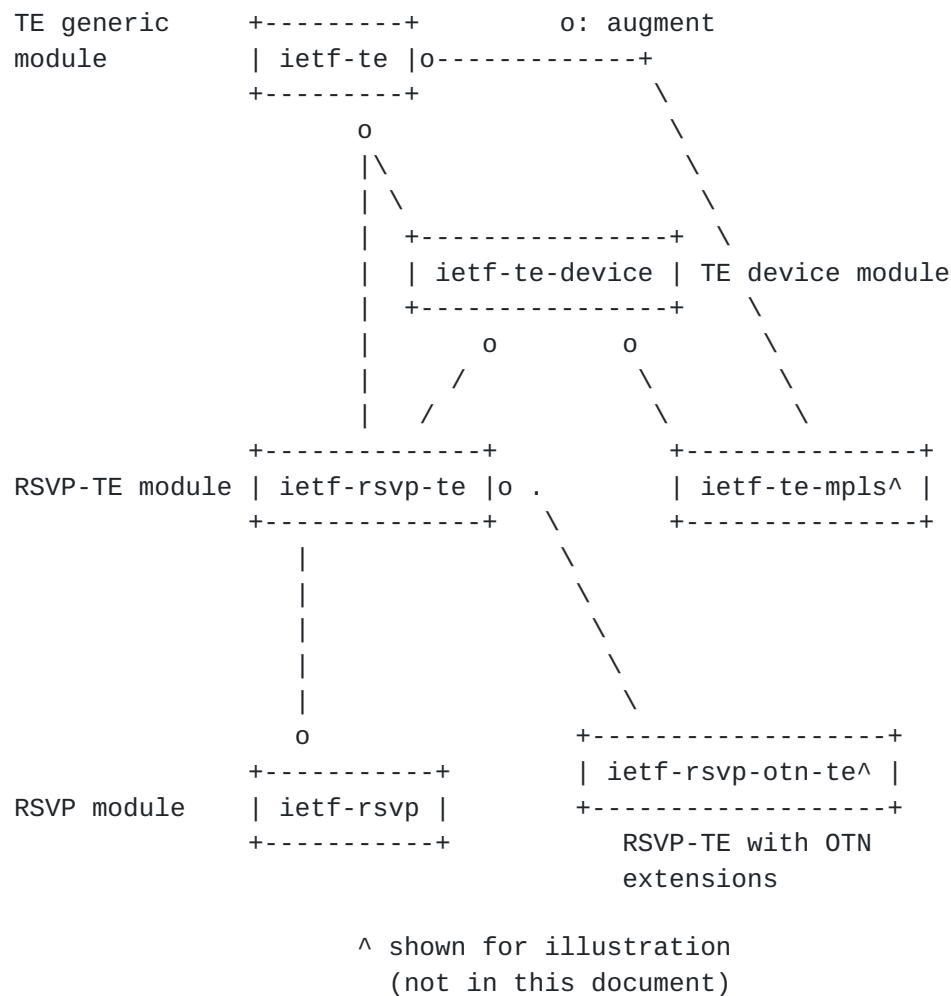 TE generic      +---------+         o: augment
module          | ietf-te |o-------------+
                +---------+               \
                       o                   \
                       |\                   \
                       | \                   \
                       |  +----------------+  \
                       |  | ietf-te-device | TE device module
                       |  +----------------+    \
                       |       o        o        \
                       |     /           \        \
                       |   /              \        \
                +--------------+           +---------------+
RSVP-TE module | ietf-rsvp-te |o .         | ietf-te-mpls^ |
                +--------------+   \       +---------------+
                   |                \
                   |                 \
                   |                  \
                   |                   \
                   |                    \
                   o                 +-------------------+
                +-----------+        | ietf-rsvp-otn-te^ |
RSVP module     | ietf-rsvp |        +-------------------+
                +-----------+           RSVP-TE with OTN
                                        extensions
                       ^ shown for illustration
                         (not in this document)